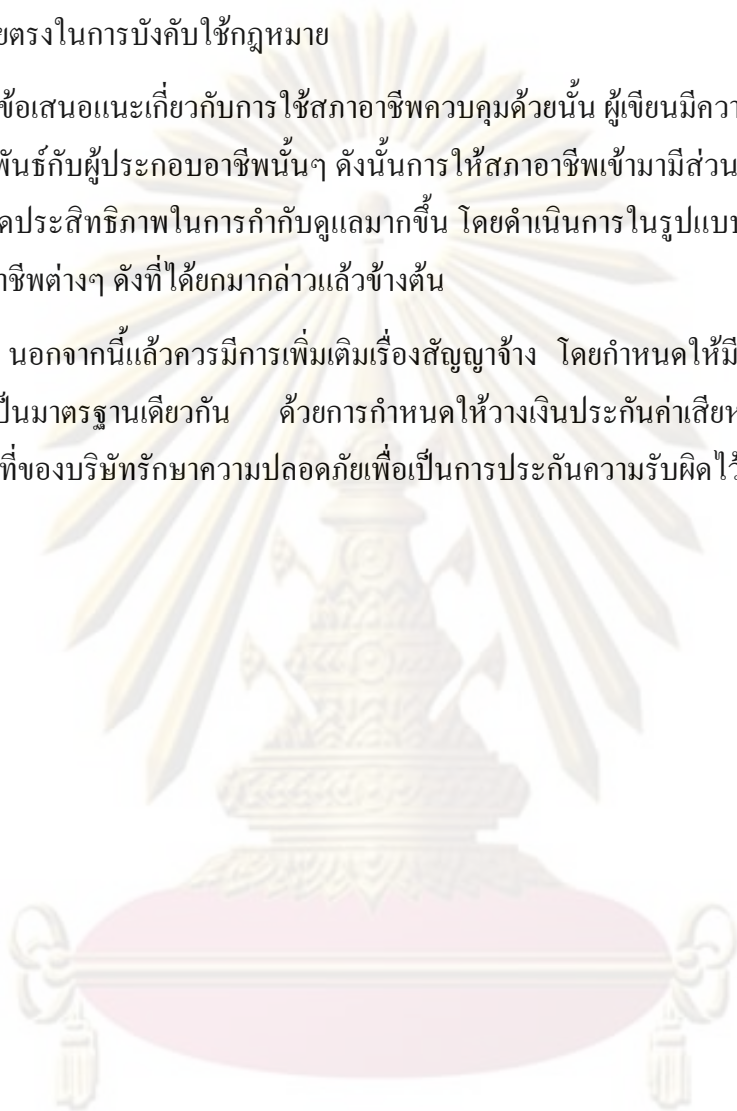 ยตรงในการบังคับใช้กฎหมาย
ข้อเสนอแนะเกี่ยวกับการใช้สภาอาชีพควบคุมด้วยนั้น ผู้เขียนมีควา
พันธ์กับผู้ประกอบอาชีพนั้นๆ ดังนั้นการให้สภาอาชีพเข้ามามีส่วน
ดประสิทธิภาพในการกำกับดูแลมากขึ้น โดยดำเนินการในรูปแบบ
าชีพต่างๆ ดังที่ได้ยกมากล่าวแล้วข้างต้น
นอกจากนี้แล้วควรมีการเพิ่มเติมเรื่องสัญญาจ้าง โดยกำหนดให้มี
ป็นมาตรฐานเดียวกัน ด้วยการกำหนดให้วางเงินประกันค่าเสียห
ที่ของบริษัทรักษาความปลอดภัยเพื่อเป็นการประกันความรับผิดไว้